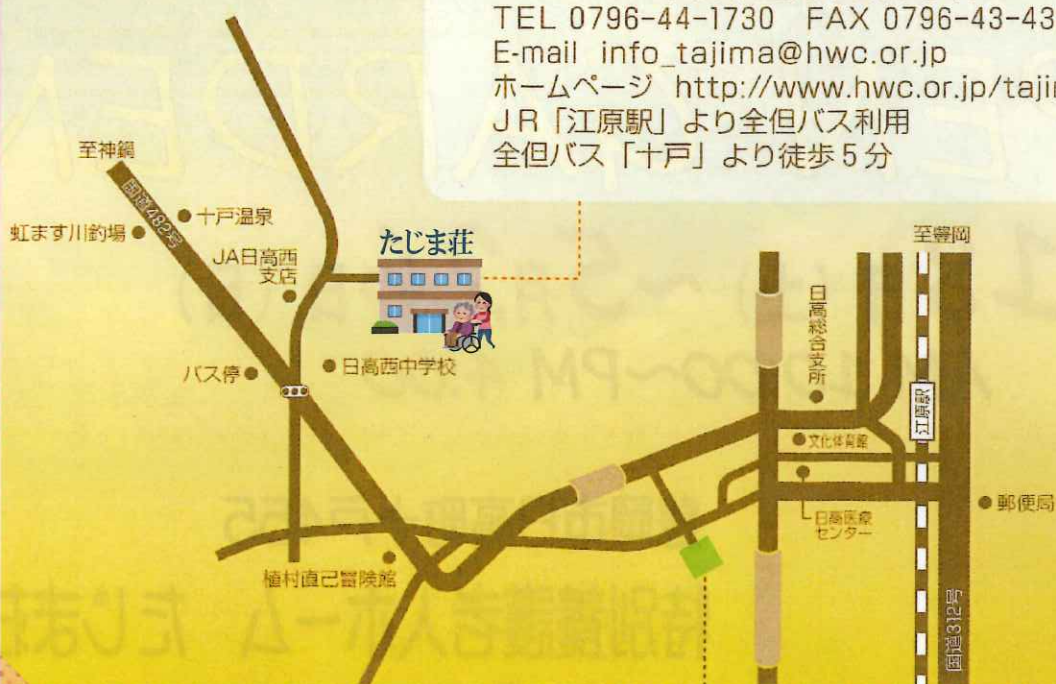 TEL 0796-44-1730 FAX 0796-43-43
E-mail info_tajima@hwc.or.jp
ホームページ http://www.hwc.or.jp/taji
JR「江原駅」より全但バス利用
全但バス「十戸」より徒歩5分
至神鍋
国道482号
十戸温泉
虹ます川釣場
JA日高西
支店
たじま荘
バス停
日高西中学校
植村直己冒険館
至豊岡
日高総合支所
江原駅
文化体育館
日高医療
センター
郵便局
国道312号